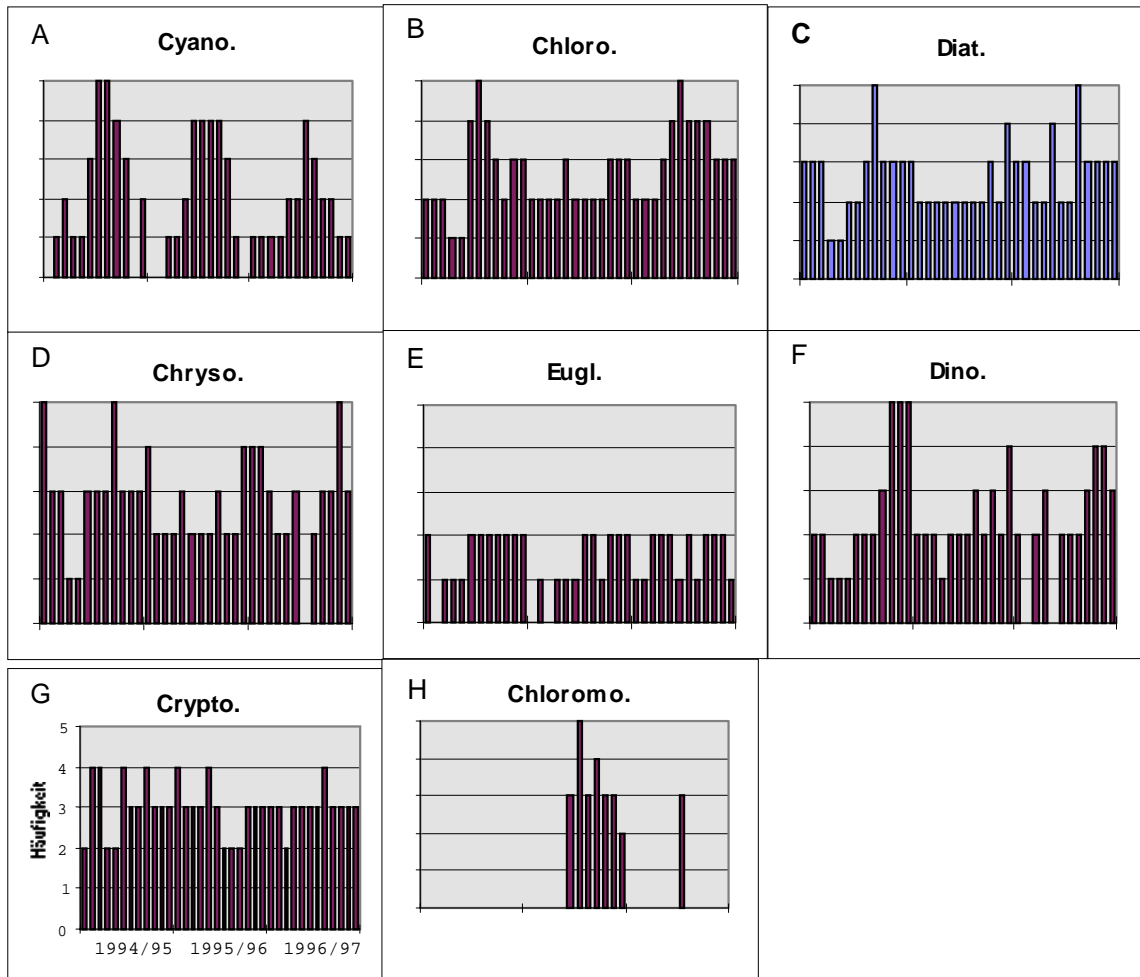 A
Cyano.
B
Chloro.
C
Diat.
D
Chryso.
E
Eugl.
F
Dino.
G
Crypto.
5
4
3
2
1
0
Häufigkeit
1994/95 1995/96 1996/97
H
Chloromo.